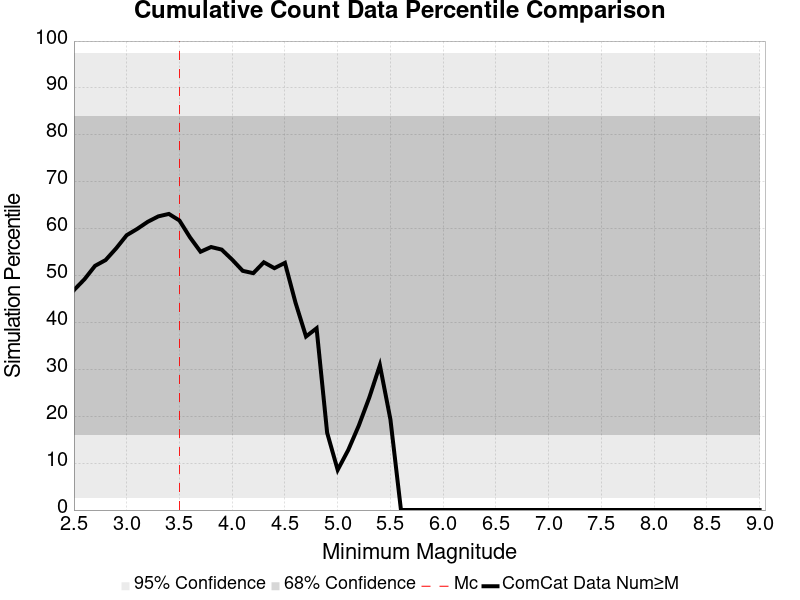 Cumulative Count Data Percentile Comparison
100
90
80
70
60
50
40
30
20
10
0
Simulation Percentile
2.5 3.0 3.5 4.0 4.5 5.0 5.5 6.0 6.5 7.0 7.5 8.0 8.5 9.0
Minimum Magnitude
95% Confidence 68% Confidence Mc ComCat Data Num≥M